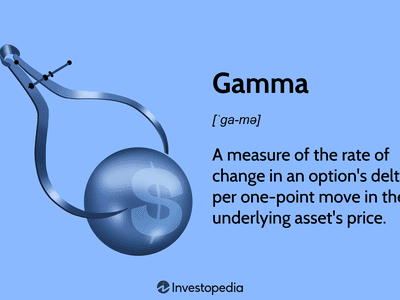 $
Gamma
[ˈga-mə]
A measure of the rate of
change in an option's delt
per one-point move in the
underlying asset's price.
Investopedia